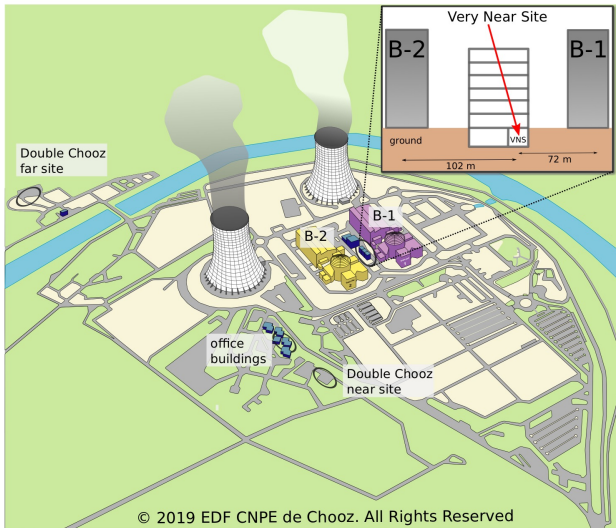 Very Near Site
B-2
B-1
ground
VNS
102 m
72 m
Double Chooz
far site
B-1
B-2
office
buildings
Double Chooz
near site
© 2019 EDF CNPE de Chooz. All Rights Reserved